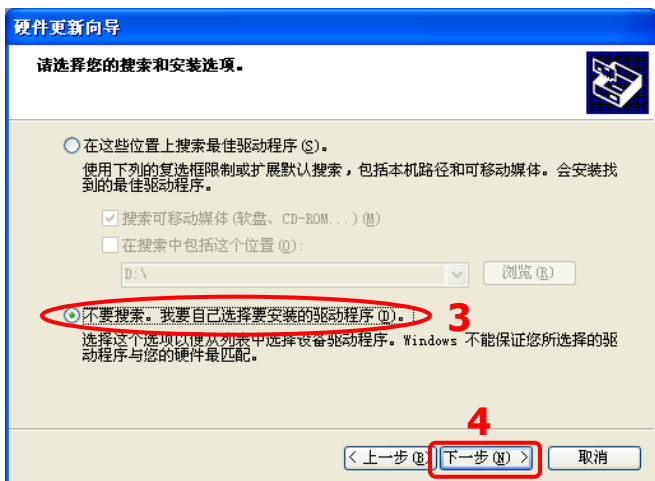 硬件更新向导
请选择您的搜索和安装选项。
在这些位置上搜索最佳驱动程序(S)。
使用下列的复选框限制或扩展默认搜索，包括本机路径和可移动媒体。会安装找
到的最佳驱动程序。
搜索可移动媒体(软盘、CD-ROM...)(M)
在搜索中包括这个位置(O):
D:\
浏览(R)
不要搜索。我要自己选择要安装的驱动程序(D)。
3
选择这个选项以便从列表中选择设备驱动程序。Windows 不能保证您所选择的驱
动程序与您的硬件最匹配。
4
< 上一步(B)
下一步(N) >
取消